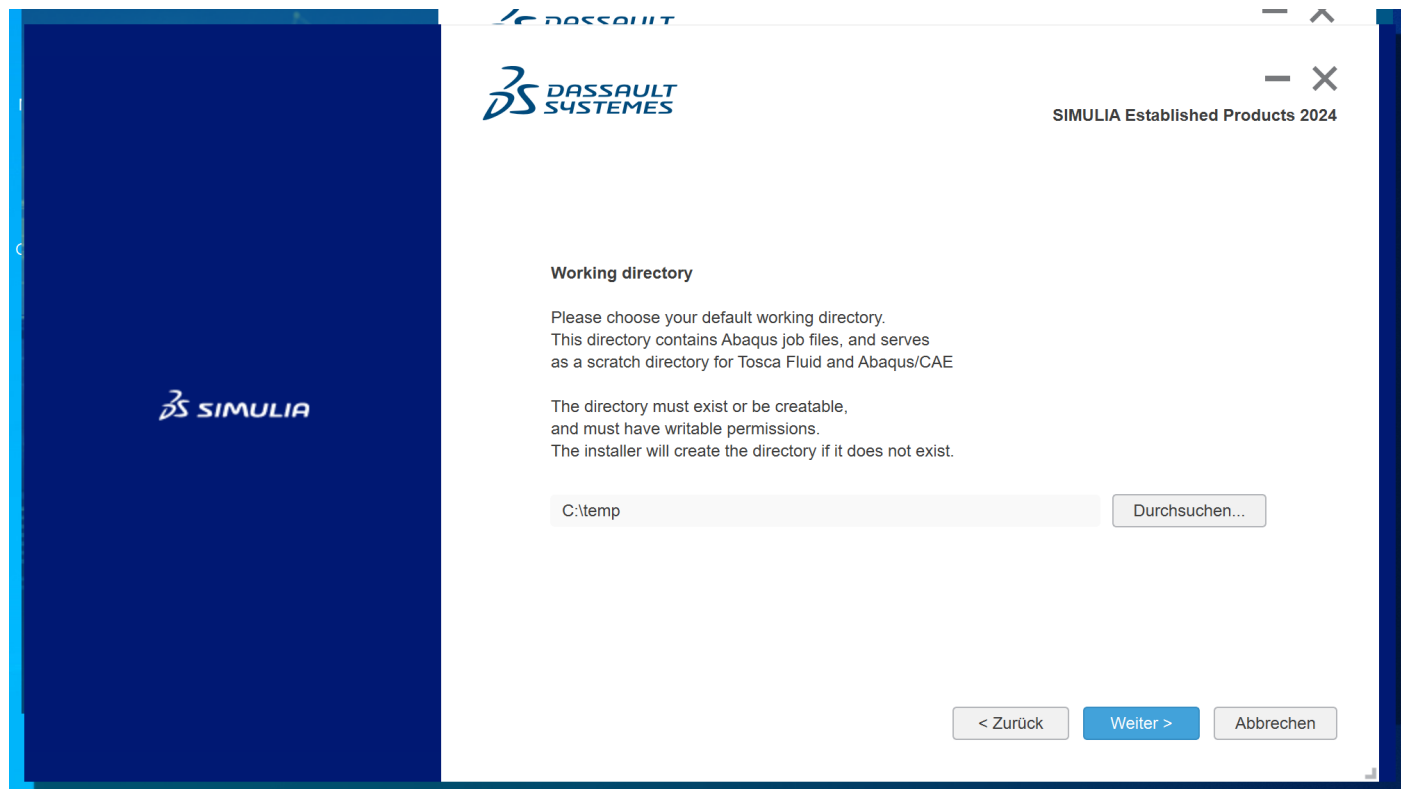 DASSAULT
DASSAULT
SYSTEMES
SIMULIA Established Products 2024
Working directory
Please choose your default working directory.
This directory contains Abaqus job files, and serves
as a scratch directory for Tosca Fluid and Abaqus/CAE
The directory must exist or be creatable,
and must have writable permissions.
The installer will create the directory if it does not exist.
SIMULIA
C:\temp
Durchsuchen...
< Zurück
Weiter >
Abbrechen